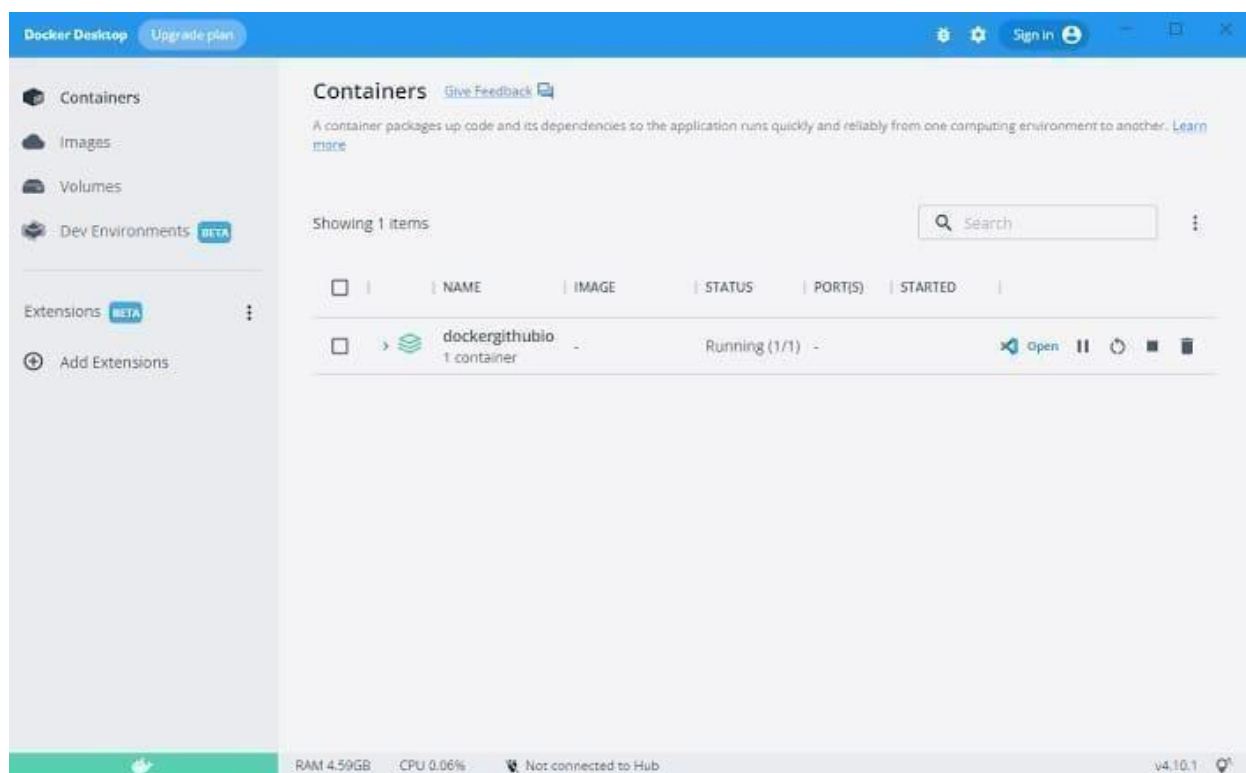 Docker Desktop Upgrade plan Sign in
Containers
Images
Volumes
Dev Environments BETA
Extensions BETA
Add Extensions
Containers Give Feedback
A container packages up code and its dependencies so the application runs quickly and reliably from one computing environment to another. Learn
more
Showing 1 items Search
NAME IMAGE STATUS PORT(S) STARTED
dockergithubio - Running (1/1) - Open
1 container
RAM 4.59GB CPU 0.06% Not connected to Hub v4.10.1